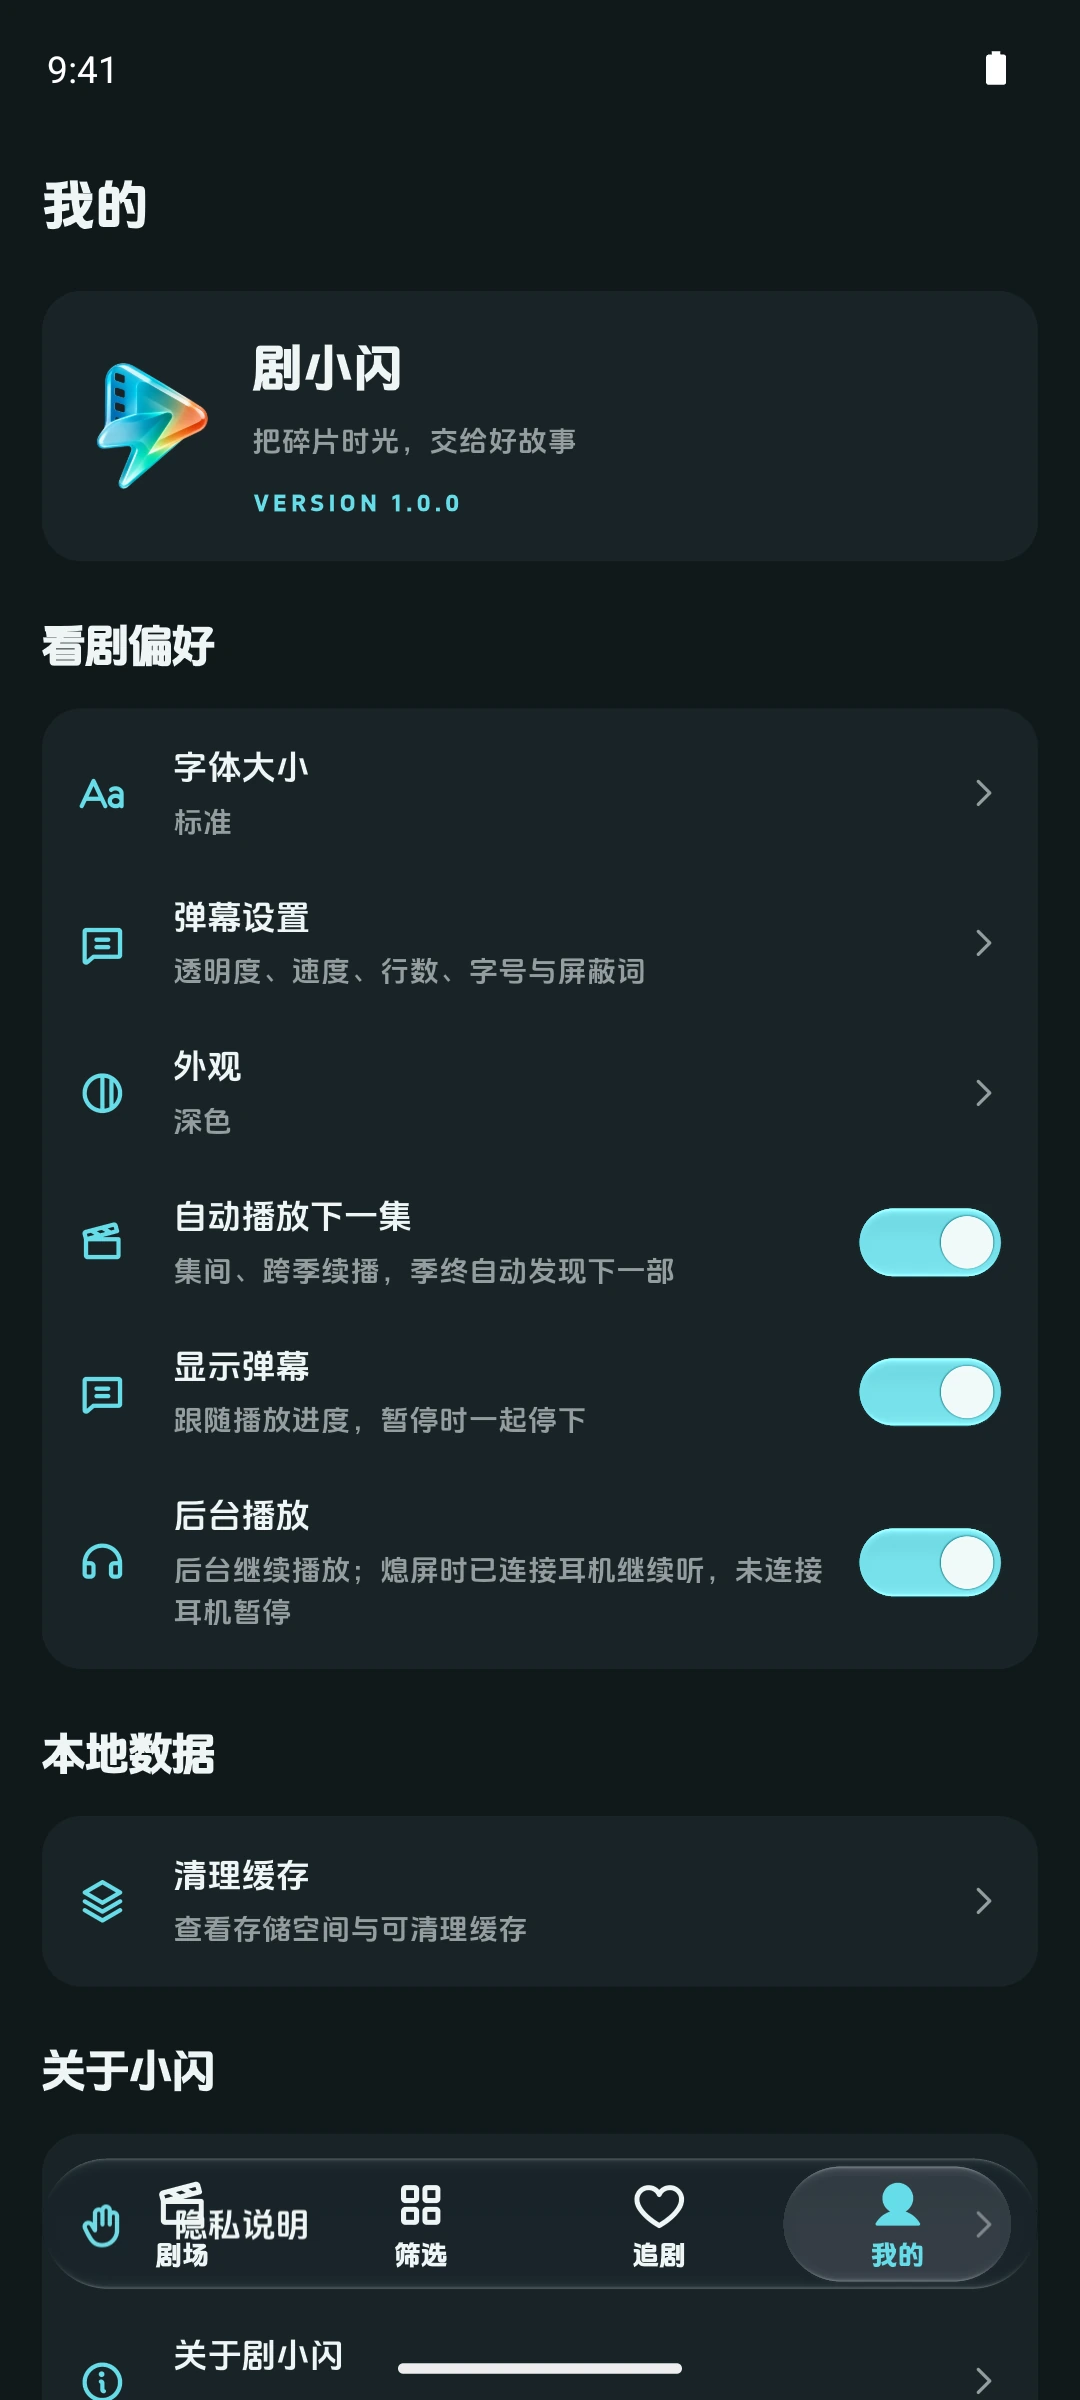 9:41
我的
剧小闪
把碎片时光，交给好故事
VERSION 1.0.0
看剧偏好
Aa
字体大小
标准
弹幕设置
透明度、速度、行数、字号与屏蔽词
外观
深色
自动播放下一集
集间、跨季续播，季终自动发现下一部
显示弹幕
跟随播放进度，暂停时一起停下
后台播放
后台继续播放；熄屏时已连接耳机继续听，未连接
耳机暂停
本地数据
清理缓存
查看存储空间与可清理缓存
关于小闪
隐私说明
剧场
筛选
追剧
我的
关于剧小闪